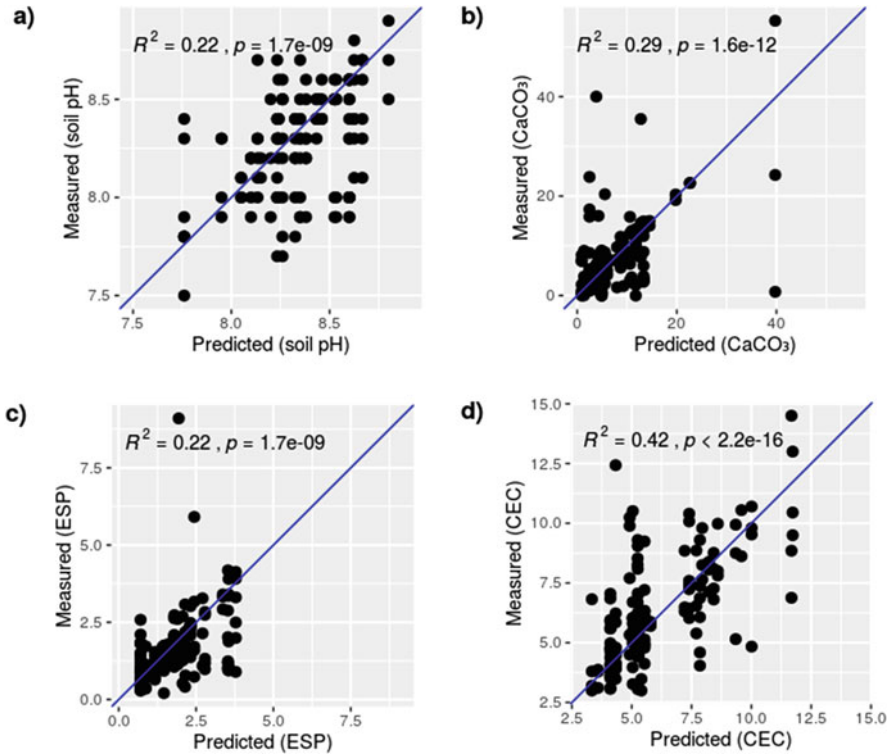 a)
R² = 0.22 , p = 1.7e-09
Measured (soil pH)
8.5
8.0
7.5
7.5 8.0 8.5
Predicted (soil pH)
b)
R² = 0.29 , p = 1.6e-12
Measured (CaCO₃)
40
20
0
0 20 40
Predicted (CaCO₃)
c)
R² = 0.22 , p = 1.7e-09
Measured (ESP)
7.5
5.0
2.5
0.0
0.0 2.5 5.0 7.5
Predicted (ESP)
d)
R² = 0.42 , p < 2.2e-16
Measured (CEC)
15.0
12.5
10.0
7.5
5.0
2.5
2.5 5.0 7.5 10.0 12.5 15.0
Predicted (CEC)